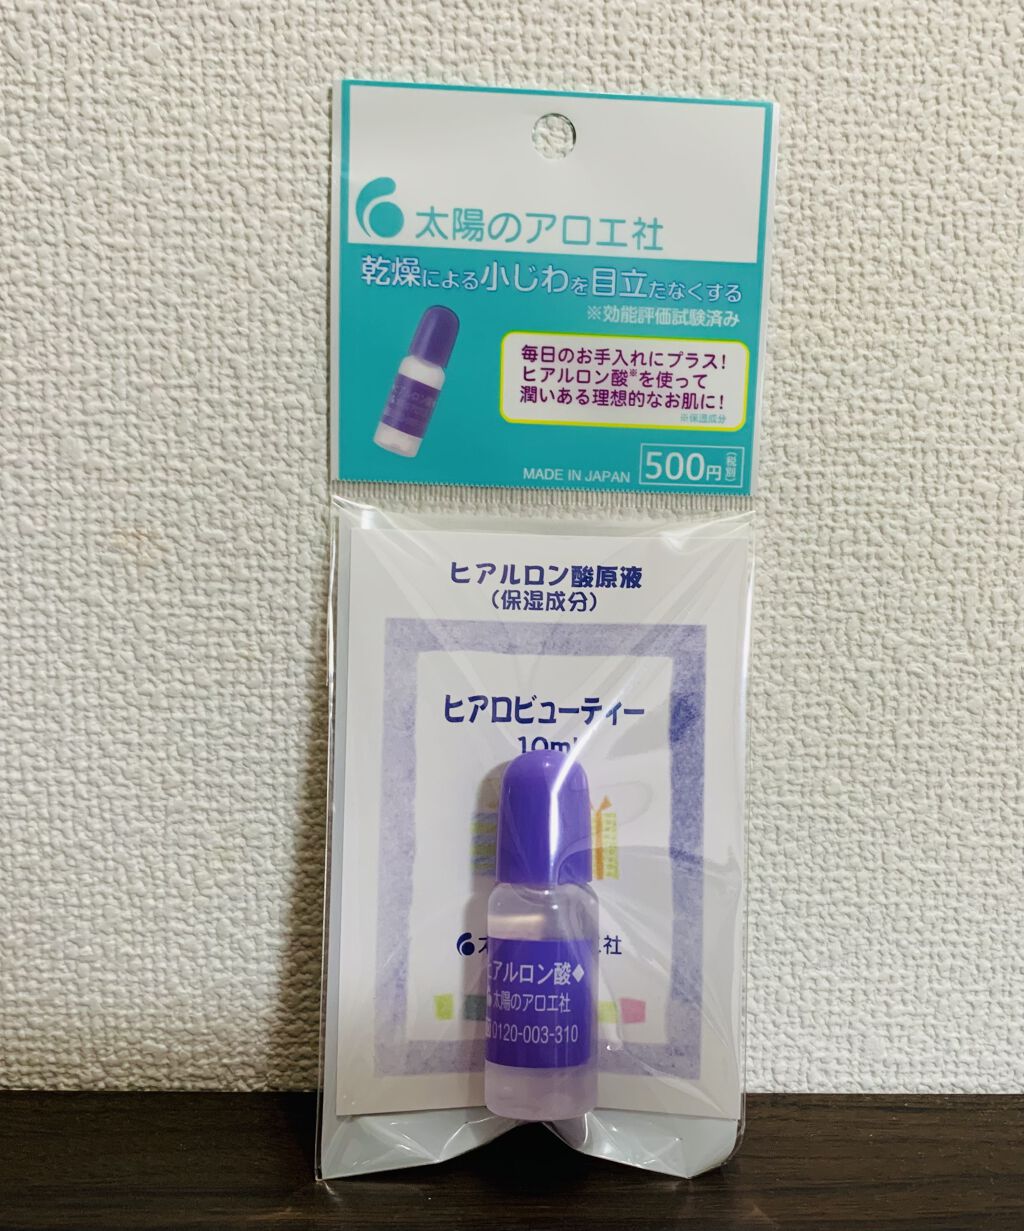 太陽のアロエ社
乾燥による小じわを目立たなくする
※効能評価試験済み
毎日のお手入れにプラス!
ヒアルロン酸※を使って
潤いある理想的なお肌に!
※保湿成分
MADE IN JAPAN
500円(税別)
ヒアルロン酸原液
(保湿成分)
ヒアロビューティー
10ml
社
ヒアルロン酸◆
太陽のアロエ社
0120-003-310